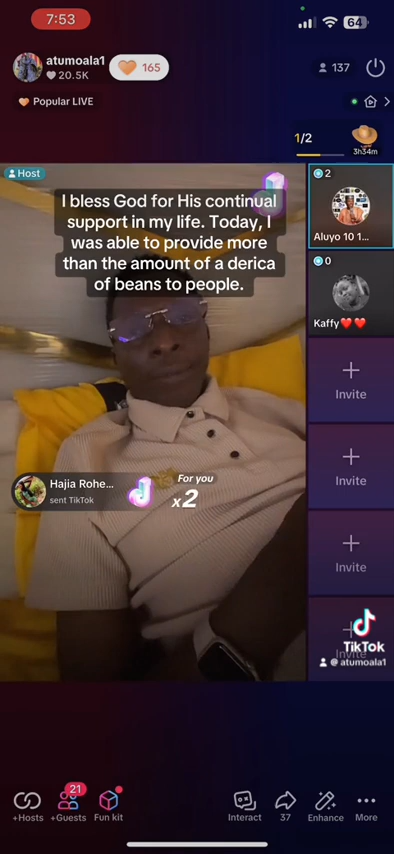 7:53
64
atumoala1
20.5K
165
137
Popular LIVE
1/2
3h34m
Host
2
I bless God for His continual
support in my life. Today, I
was able to provide more
than the amount of a derica
of beans to people.
Aluyo 10 1...
0
Kaffy❤️❤️
Invite
Invite
Invite
Invite
Hajia Rohe...
sent TikTok
For you
x2
TikTok
@atumoala1
21
+Hosts
+Guests
Fun kit
Interact
37
Enhance
More